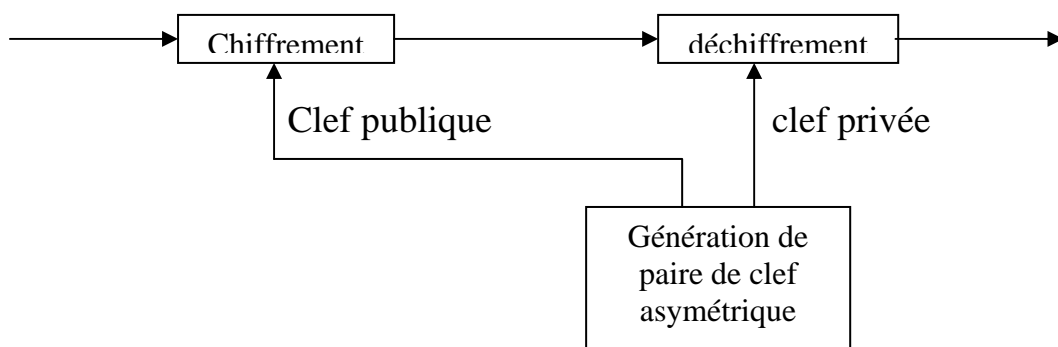 Chiffrement
déchiffrement
Clef publique
clef privée
Génération de
paire de clef
asymétrique